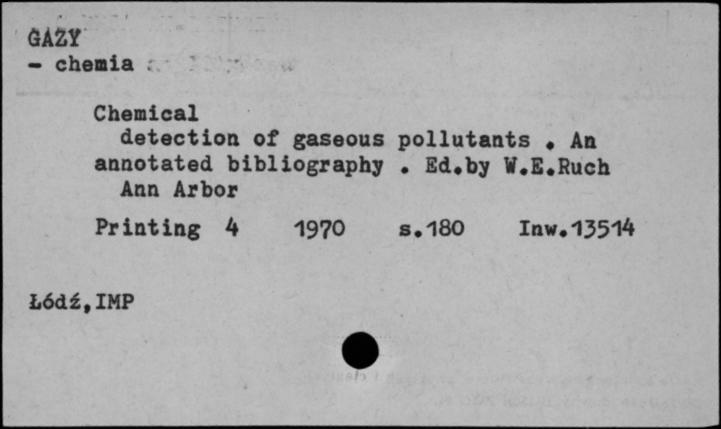 GAZY
- chemia
Chemical
detection of gaseous pollutants . An
annotated bibliography . Ed.by W.E.Ruch
Ann Arbor
Printing 4 1970 s.180 Inw.13514
Łódź,IMP